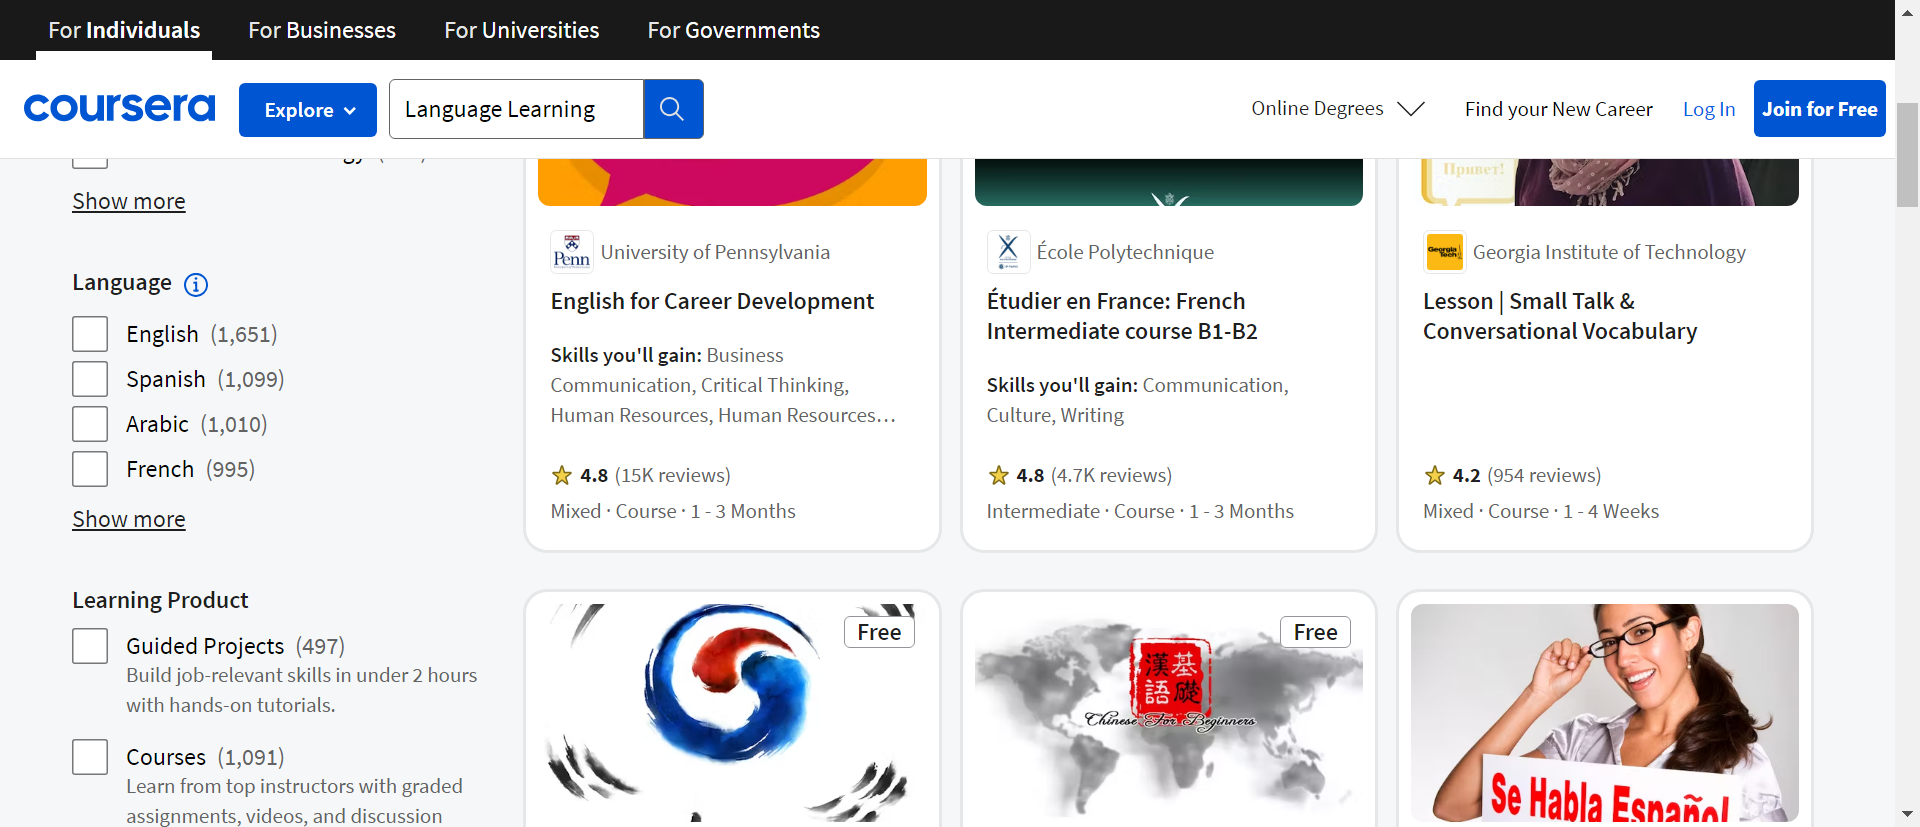 For Individuals
For Businesses
For Universities
For Governments
coursera
Explore
Language Learning
Online Degrees
Find your New Career
Log In
Join for Free
Show more
Language
English (1,651)
Spanish (1,099)
Arabic (1,010)
French (995)
Show more
Learning Product
Guided Projects (497)
Build job-relevant skills in under 2 hours
with hands-on tutorials.
Courses (1,091)
Learn from top instructors with graded
assignments, videos, and discussion
Penn
University of Pennsylvania
English for Career Development
Skills you'll gain: Business
Communication, Critical Thinking,
Human Resources, Human Resources…
4.8 (15K reviews)
Mixed · Course · 1 - 3 Months
École Polytechnique
Étudier en France: French
Intermediate course B1-B2
Skills you'll gain: Communication,
Culture, Writing
4.8 (4.7K reviews)
Intermediate · Course · 1 - 3 Months
Привет!
Georgia
Tech
Georgia Institute of Technology
Lesson | Small Talk &
Conversational Vocabulary
4.2 (954 reviews)
Mixed · Course · 1 - 4 Weeks
Free
Free
漢基
語礎
Chinese For Beginners
Se Habla Español